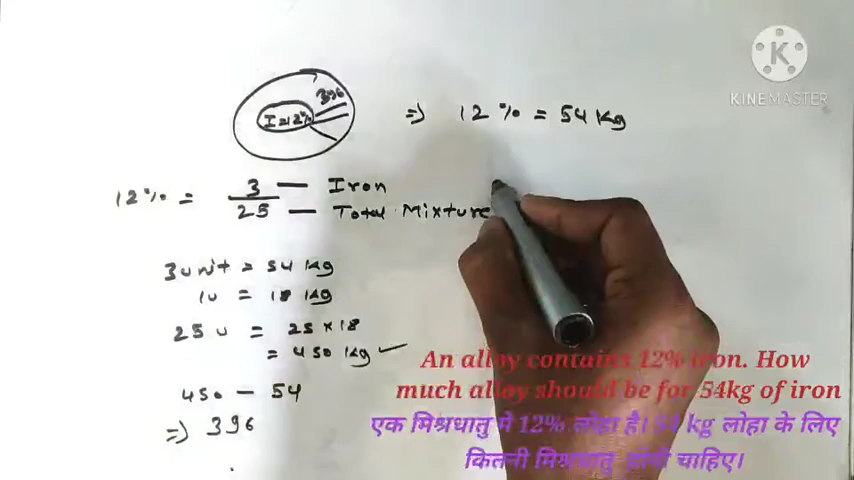 KINEMASTER
396
I=12%
=> 12% = 54 kg
12% = 3 — Iron
25 — Total Mixture
3 unit = 54 kg
1u = 18 kg
25 u = 25 × 18
= 450 kg ✓
450 — 54
=> 396
An alloy contains 12% iron. How
much alloy should be for 54kg of iron
एक मिश्रधातु मे 12% लोहा है। 54 kg लोहा के लिए
कितनी मिश्रधातु होनी चाहिए।